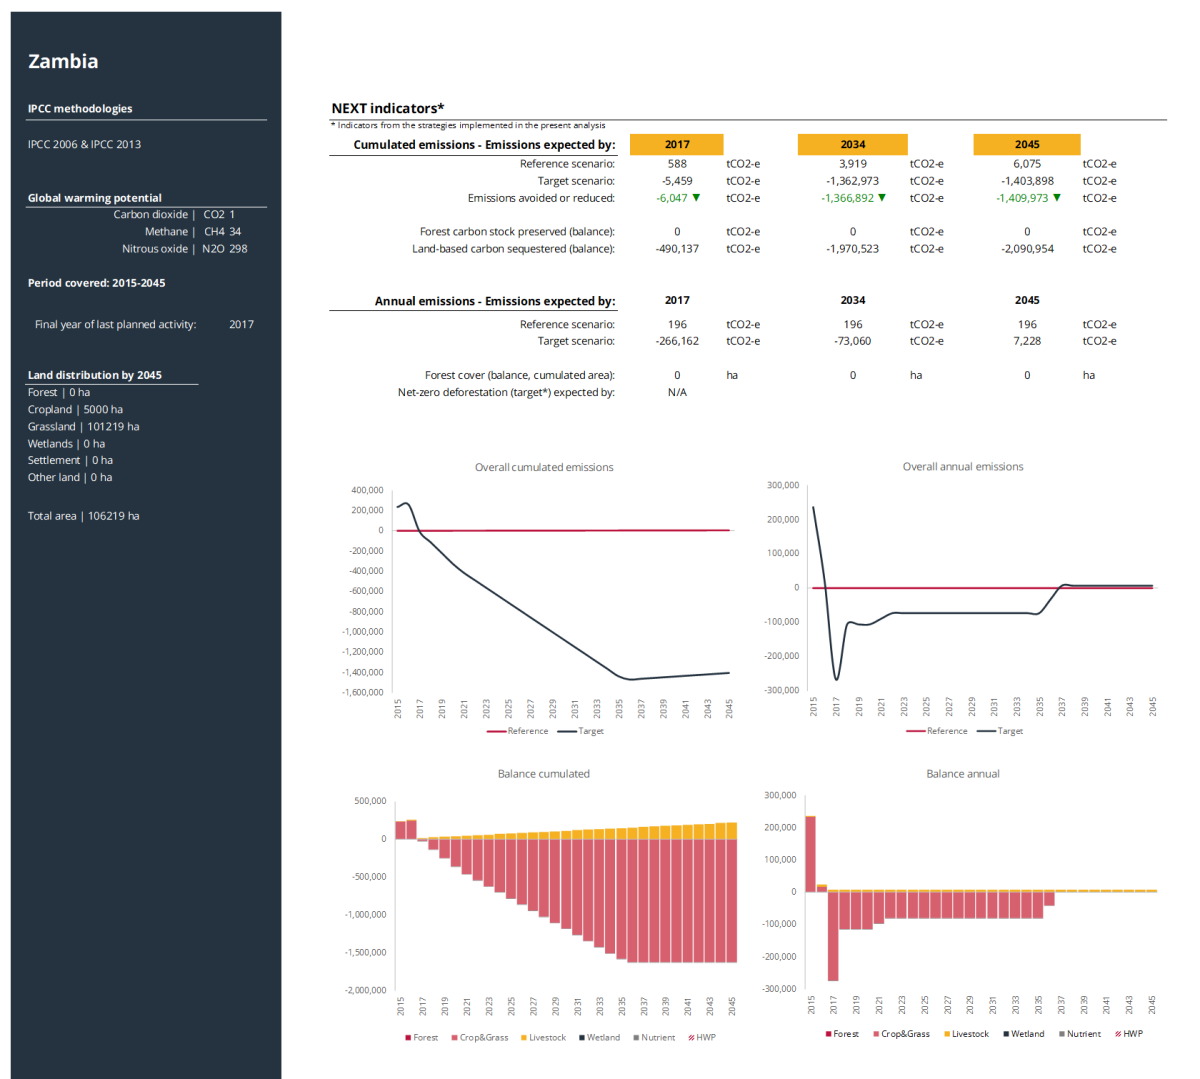 Zambia
IPCC methodologies
IPCC 2006 & IPCC 2013
Global warming potential
Carbon dioxide | CO2 1
Methane | CH4 34
Nitrous oxide | N2O 298
Period covered: 2015-2045
Final year of last planned activity: 2017
Land distribution by 2045
Forest | 0 ha
Cropland | 5000 ha
Grassland | 101219 ha
Wetlands | 0 ha
Settlement | 0 ha
Other land | 0 ha
Total area | 106219 ha
NEXT indicators*
* Indicators from the strategies implemented in the present analysis
Cumulated emissions - Emissions expected by: 2017 2034 2045
Reference scenario: 588 tCO2-e 3,919 tCO2-e 6,075 tCO2-e
Target scenario: -5,459 tCO2-e -1,362,973 tCO2-e -1,403,898 tCO2-e
Emissions avoided or reduced: -6,047 ▼ tCO2-e -1,366,892 ▼ tCO2-e -1,409,973 ▼ tCO2-e
Forest carbon stock preserved (balance): 0 tCO2-e 0 tCO2-e 0 tCO2-e
Land-based carbon sequestered (balance): -490,137 tCO2-e -1,970,523 tCO2-e -2,090,954 tCO2-e
Annual emissions - Emissions expected by: 2017 2034 2045
Reference scenario: 196 tCO2-e 196 tCO2-e 196 tCO2-e
Target scenario: -266,162 tCO2-e -73,060 tCO2-e 7,228 tCO2-e
Forest cover (balance, cumulated area): 0 ha 0 ha 0 ha
Net-zero deforestation (target*) expected by: N/A
Overall cumulated emissions
400,000
200,000
0
-200,000
-400,000
-600,000
-800,000
-1,000,000
-1,200,000
-1,400,000
-1,600,000
2015 2017 2019 2021 2023 2025 2027 2029 2031 2033 2035 2037 2039 2041 2043 2045
Reference Target
Overall annual emissions
300,000
200,000
100,000
0
-100,000
-200,000
-300,000
2015 2017 2019 2021 2023 2025 2027 2029 2031 2033 2035 2037 2039 2041 2043 2045
Reference Target
Balance cumulated
500,000
0
-500,000
-1,000,000
-1,500,000
-2,000,000
2015 2017 2019 2021 2023 2025 2027 2029 2031 2033 2035 2037 2039 2041 2043 2045
Forest Crop&Grass Livestock Wetland Nutrient HWP
Balance annual
300,000
200,000
100,000
0
-100,000
-200,000
-300,000
2015 2017 2019 2021 2023 2025 2027 2029 2031 2033 2035 2037 2039 2041 2043 2045
Forest Crop&Grass Livestock Wetland Nutrient HWP